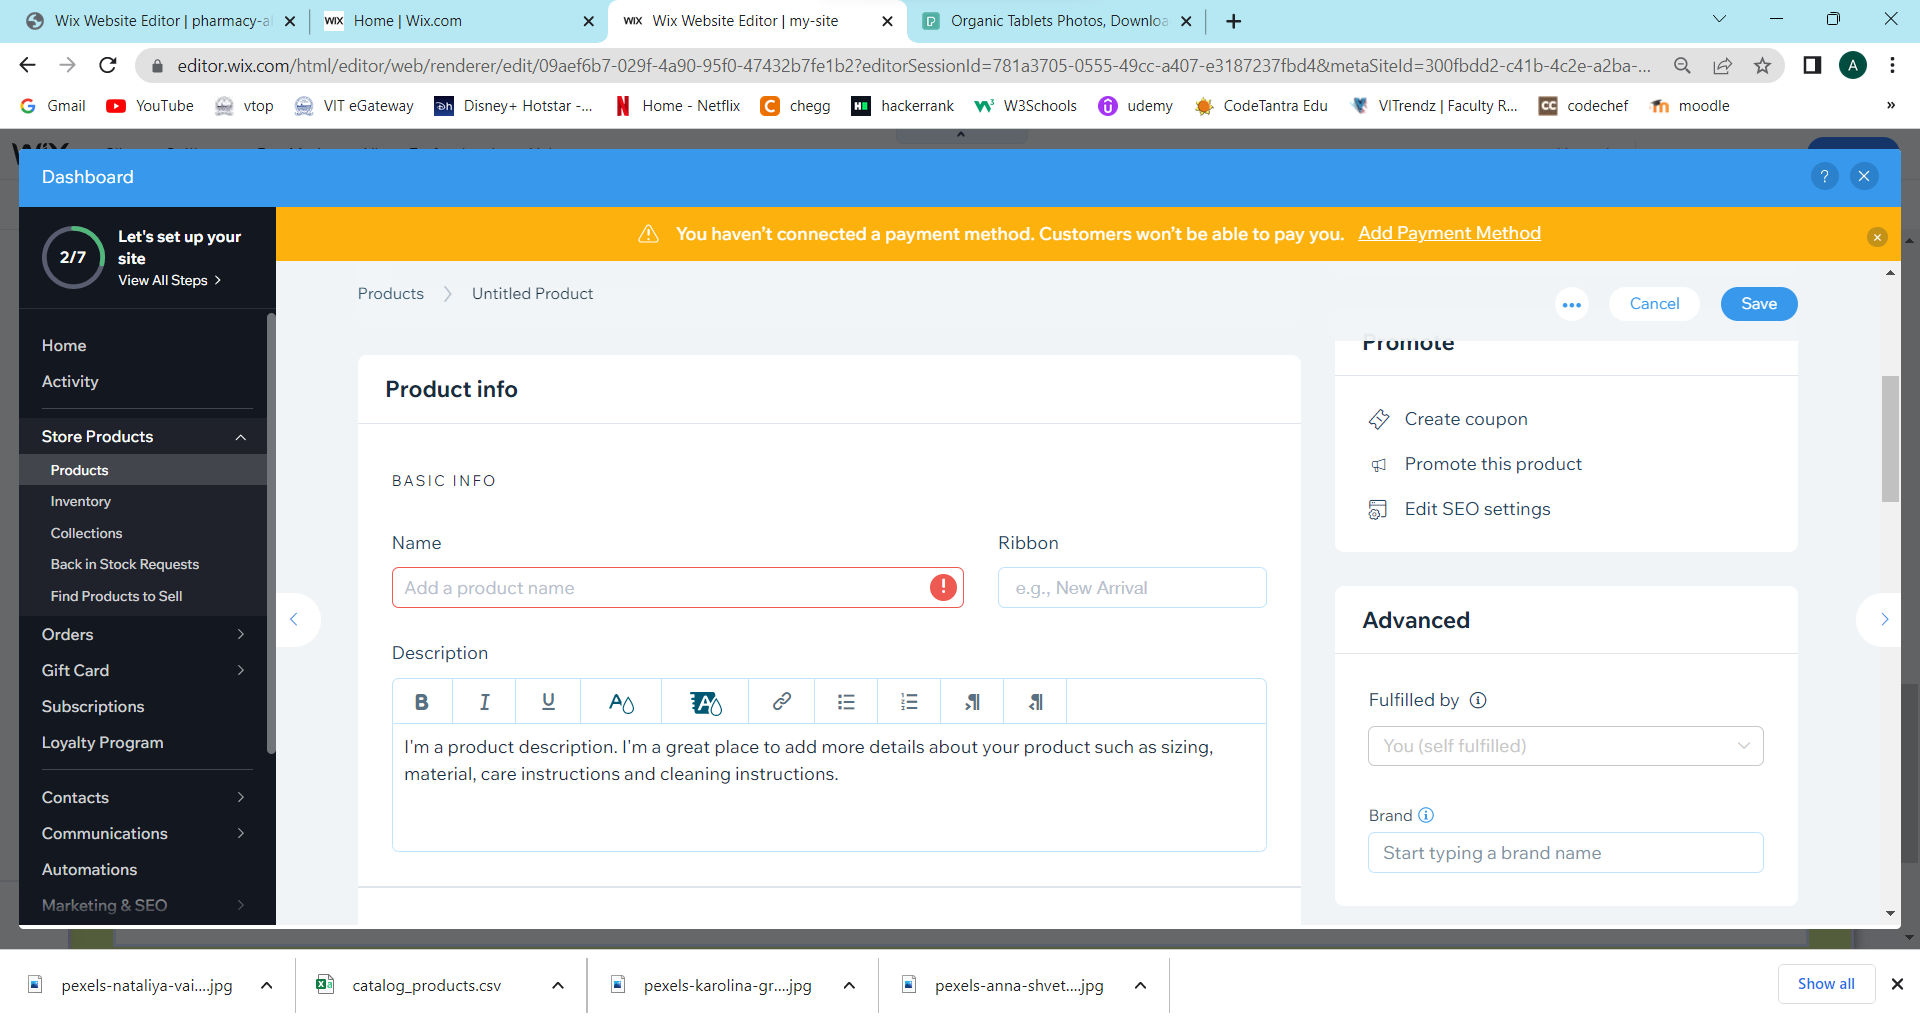 Wix Website Editor | pharmacy-al
WIX Home | Wix.com
WIX Wix Website Editor | my-site
Organic Tablets Photos, Downloa
editor.wix.com/html/editor/web/renderer/edit/09aef6b7-029f-4a90-95f0-47432b7fe1b2?editorSessionId=781a3705-0555-49cc-a407-e3187237fbd4&metaSiteId=300fbdd2-c41b-4c2e-a2ba-...
A
Gmail
YouTube
vtop
VIT eGateway
Disney+ Hotstar -...
Home - Netflix
chegg
hackerrank
W3Schools
udemy
CodeTantra Edu
VITrendz | Faculty R...
codechef
moodle
»
Dashboard
?
2/7
Let's set up your
site
View All Steps >
You haven't connected a payment method. Customers won't be able to pay you. Add Payment Method
Products > Untitled Product
Cancel
Save
Home
Activity
Store Products
Products
Inventory
Collections
Back in Stock Requests
Find Products to Sell
Orders
Gift Card
Subscriptions
Loyalty Program
Contacts
Communications
Automations
Marketing & SEO
Product info
BASIC INFO
Name
Add a product name
Ribbon
e.g., New Arrival
Description
B I U A A
I'm a product description. I'm a great place to add more details about your product such as sizing,
material, care instructions and cleaning instructions.
Promote
Create coupon
Promote this product
Edit SEO settings
Advanced
Fulfilled by
You (self fulfilled)
Brand
Start typing a brand name
pexels-nataliya-vai....jpg
catalog_products.csv
pexels-karolina-gr....jpg
pexels-anna-shvet....jpg
Show all